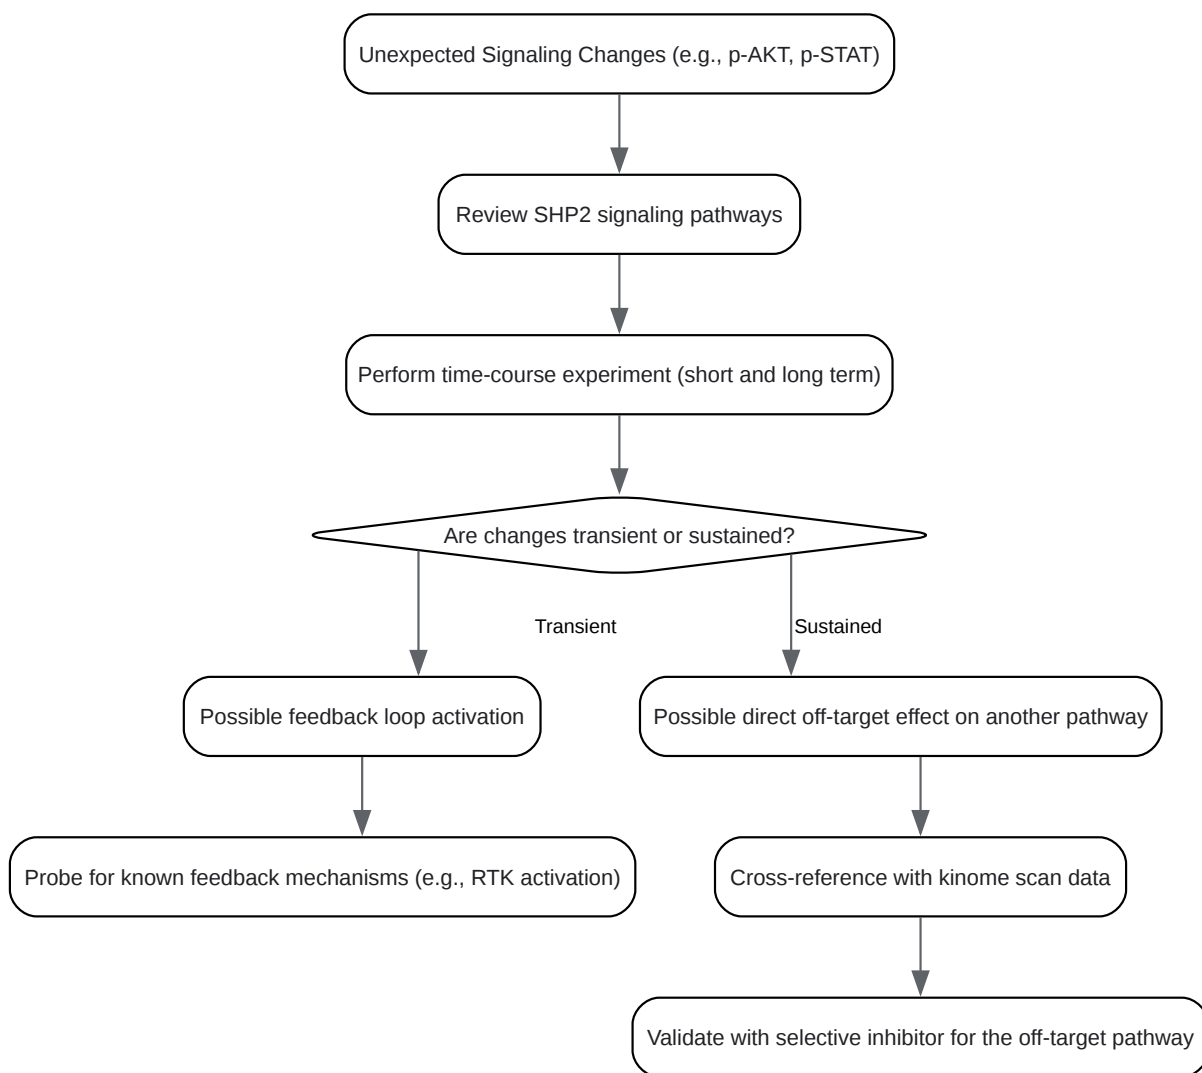 Unexpected Signaling Changes (e.g., p-AKT, p-STAT)
Review SHP2 signaling pathways
Perform time-course experiment (short and long term)
Are changes transient or sustained?
Transient
Sustained
Possible feedback loop activation
Possible direct off-target effect on another pathway
Probe for known feedback mechanisms (e.g., RTK activation)
Cross-reference with kinome scan data
Validate with selective inhibitor for the off-target pathway